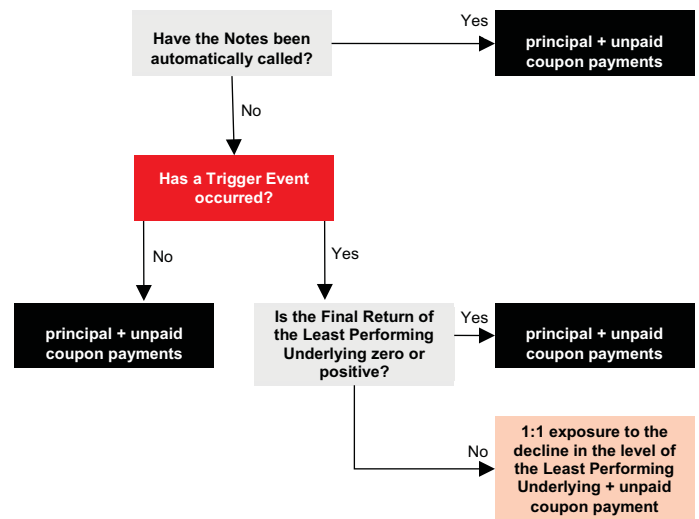 Have the Notes been
automatically called?
Yes
principal + unpaid
coupon payments
No
Has a Trigger Event
occurred?
No
Yes
principal + unpaid
coupon payments
Is the Final Return of
the Least Performing
Underlying zero or
positive?
Yes
principal + unpaid
coupon payments
No
1:1 exposure to the
decline in the level of
the Least Performing
Underlying + unpaid
coupon payment